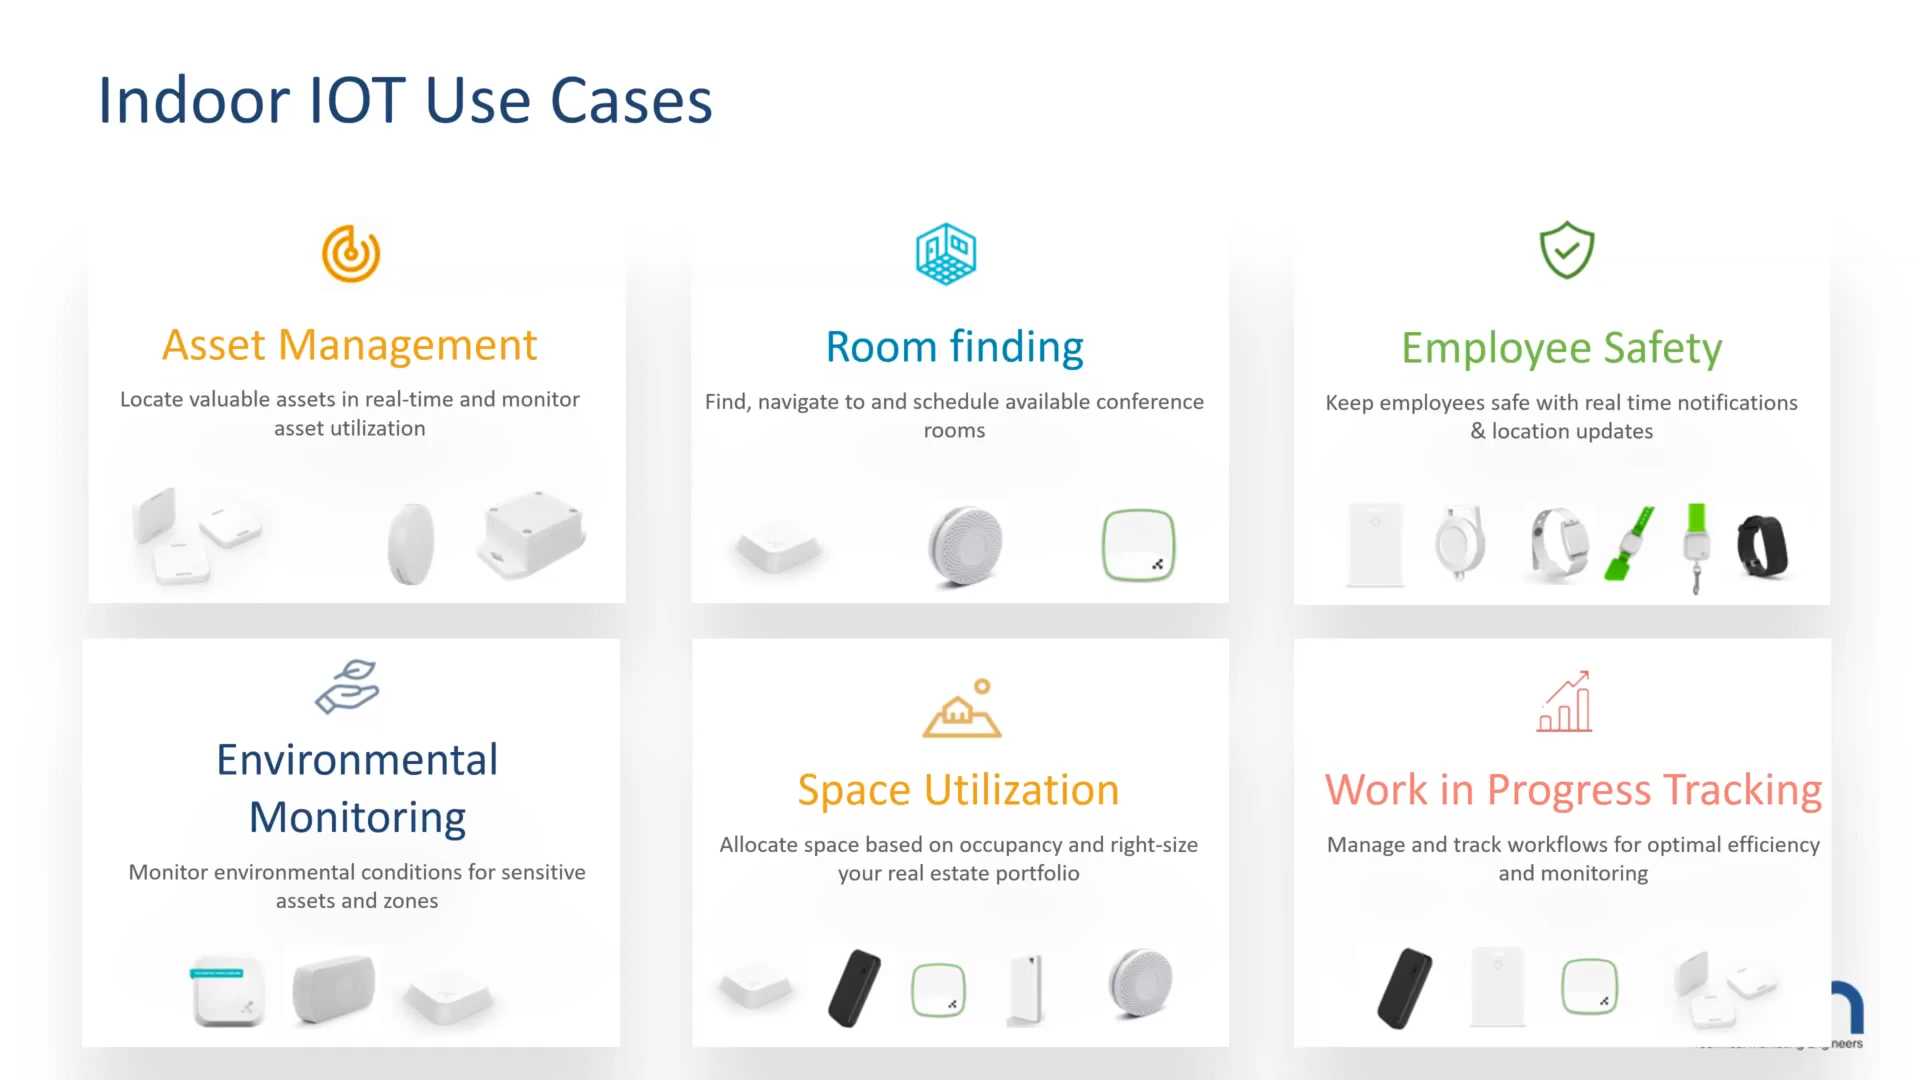 Indoor IOT Use Cases
Asset Management
Locate valuable assets in real-time and monitor
asset utilization
Room finding
Find, navigate to and schedule available conference
rooms
Employee Safety
Keep employees safe with real time notifications
& location updates
Environmental
Monitoring
Monitor environmental conditions for sensitive
assets and zones
Space Utilization
Allocate space based on occupancy and right-size
your real estate portfolio
Work in Progress Tracking
Manage and track workflows for optimal efficiency
and monitoring